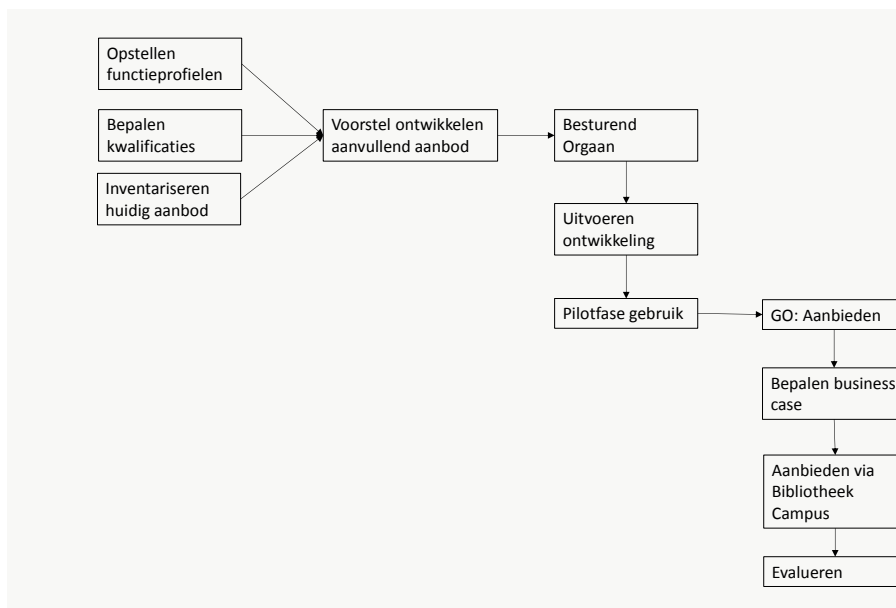 Opstellen
functieprofielen
Bepalen
kwalificaties
Inventariseren
huidig aanbod
Voorstel ontwikkelen
aanvullend aanbod
Besturend
Orgaan
Uitvoeren
ontwikkeling
Pilotfase gebruik
GO: Aanbieden
Bepalen business
case
Aanbieden via
Bibliotheek
Campus
Evalueren